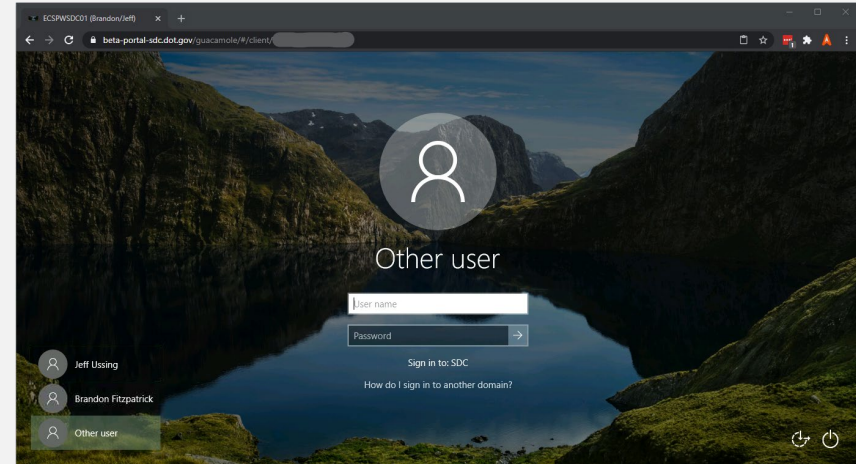 ECSPWSDC01 (Brandon/Jeff)
beta-portal-sdc.dot.gov/guacamole/#/client/
1
Other user
User name
Password
Sign in to: SDC
How do I sign in to another domain?
Jeff Ussing
Brandon Fitzpatrick
Other user